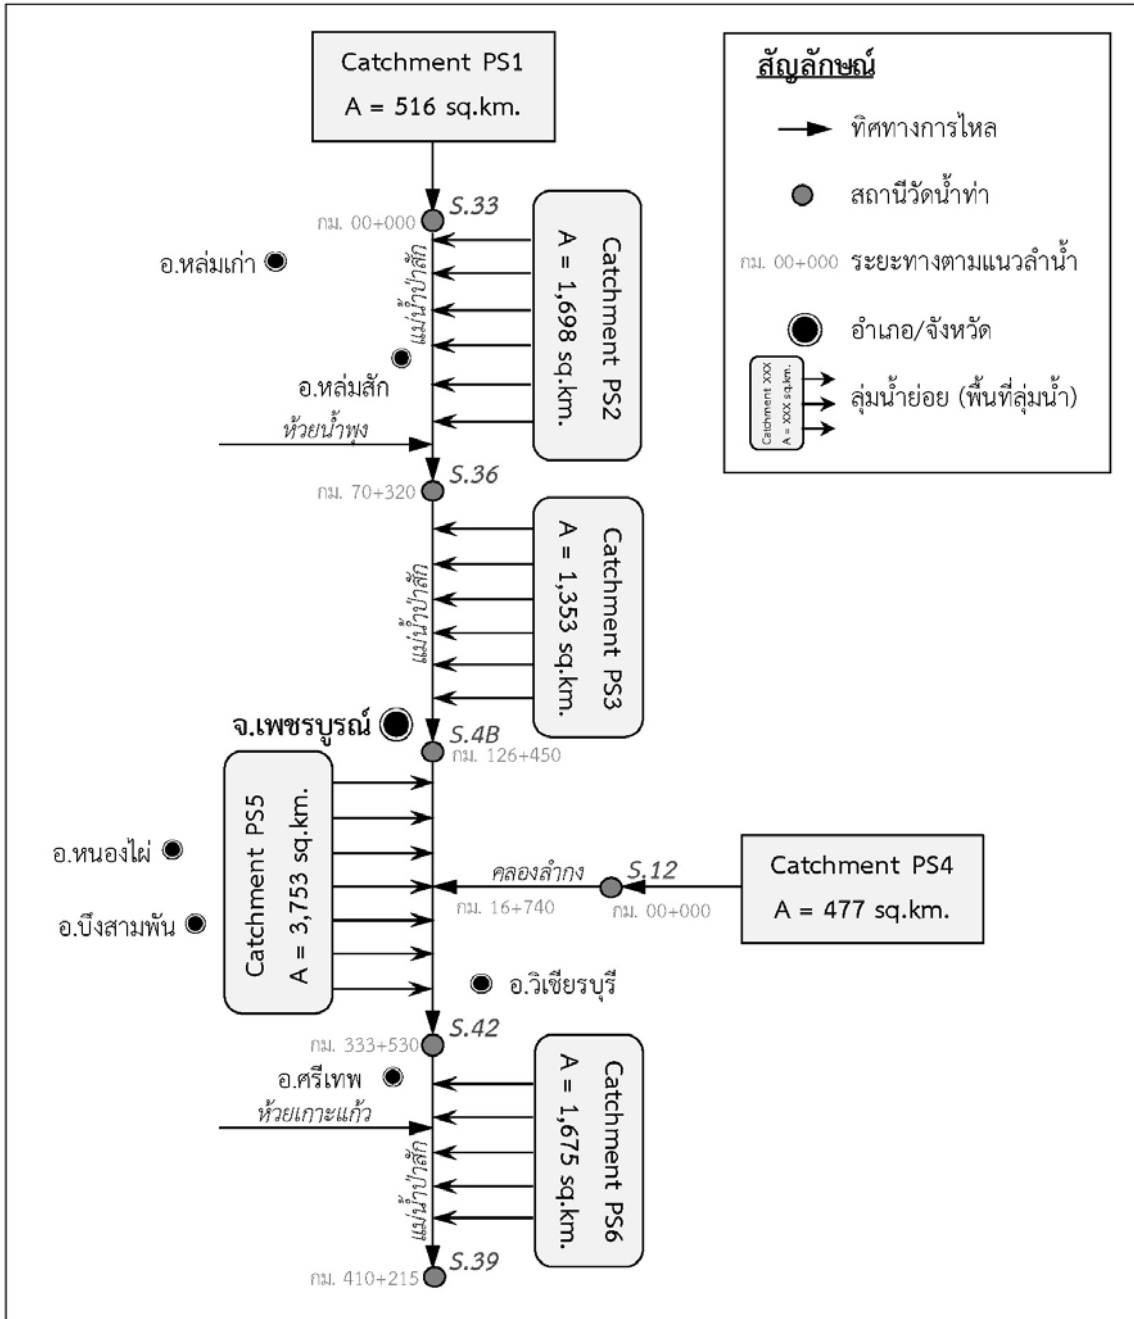 Catchment PS1
A = 516 sq.km.
สัญลักษณ์
ทิศทางการไหล
สถานีวัดน้ำท่า
กม. 00+000 ระยะทางตามแนวลำน้ำ
อำเภอ/จังหวัด
Catchment XXX
A = XXX sq.km.
ลุ่มน้ำย่อย (พื้นที่ลุ่มน้ำ)
S.33
กม. 00+000
อ.หล่มเก่า
แม่น้ำป่าสัก
Catchment PS2
A = 1,698 sq.km.
อ.หล่มสัก
ห้วยน้ำพุง
S.36
กม. 70+320
แม่น้ำป่าสัก
Catchment PS3
A = 1,353 sq.km.
จ.เพชรบูรณ์
S.4B
กม. 126+450
Catchment PS5
A = 3,753 sq.km.
อ.หนองไผ่
อ.บึงสามพัน
คลองลำกง
กม. 16+740
S.12
กม. 00+000
Catchment PS4
A = 477 sq.km.
อ.วิเชียรบุรี
S.42
กม. 333+530
อ.ศรีเทพ
ห้วยเกาะแก้ว
แม่น้ำป่าสัก
Catchment PS6
A = 1,675 sq.km.
S.39
กม. 410+215